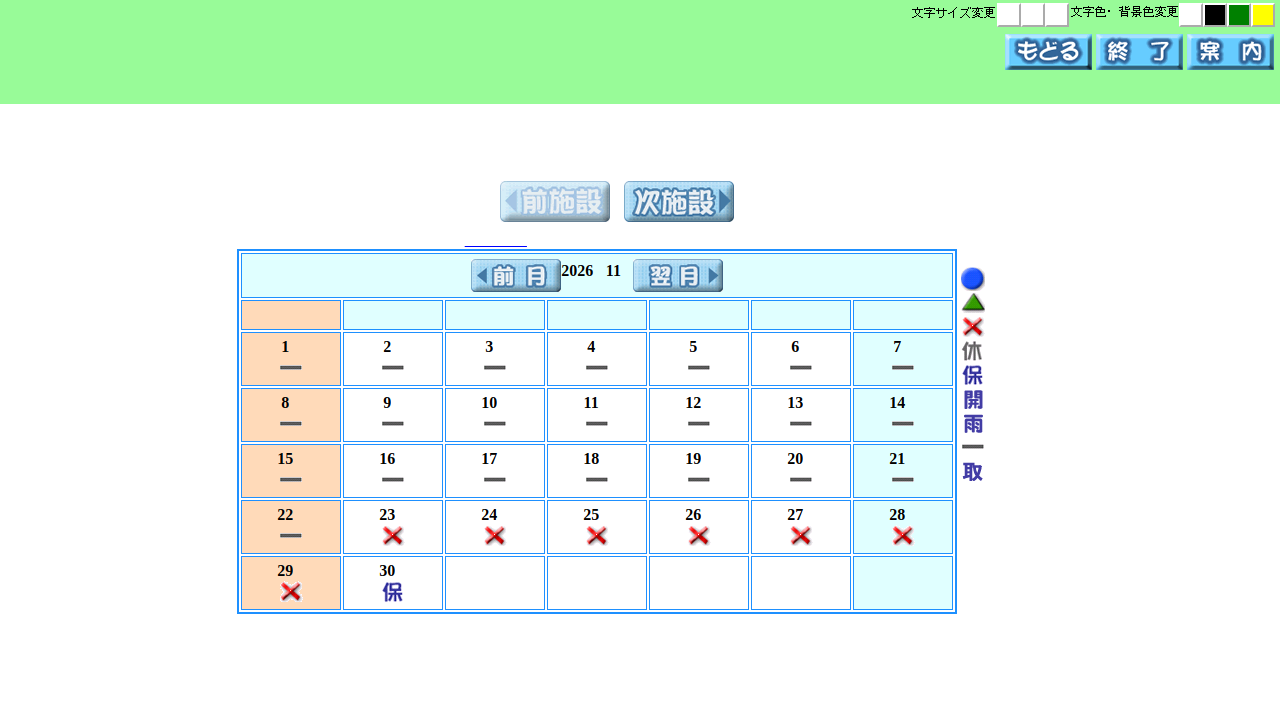 文字サイズ変更 文字色・背景色変更
もどる 終了 案内
前施設 次施設
前月 2026 11 翌月
1 2 3 4 5 6 7
8 9 10 11 12 13 14
休
保
15 16 17 18 19 20 21
開
雨
取
22 23 24 25 26 27 28
29 30
保